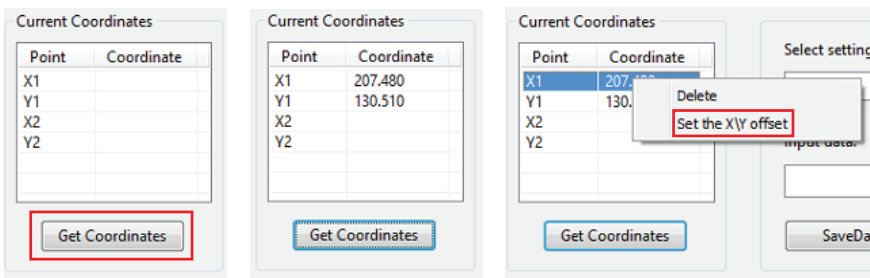 Current Coordinates
Point Coordinate
X1
Y1
X2
Y2
Get Coordinates
Current Coordinates
Point Coordinate
X1 207.480
Y1 130.510
X2
Y2
Get Coordinates
Current Coordinates
Point Coordinate
X1 207.
Y1 130.
X2
Y2
Delete
Set the X\Y offset
Get Coordinates
Select setting
Input data:
SaveDa